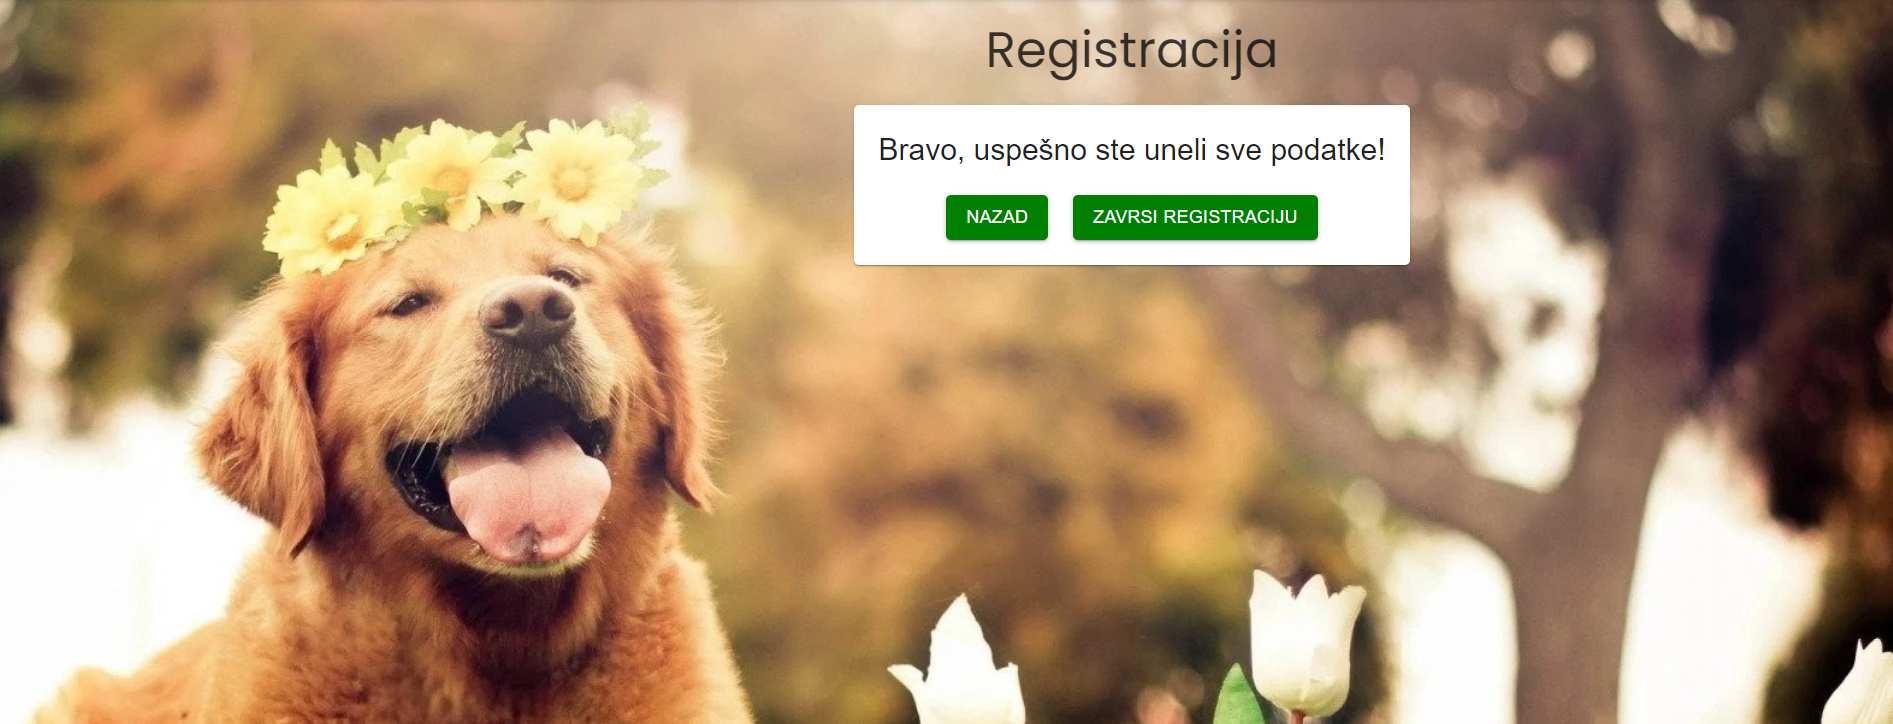 Registracija
Bravo, uspešno ste uneli sve podatke!
NAZAD
ZAVRSI REGISTRACIJU